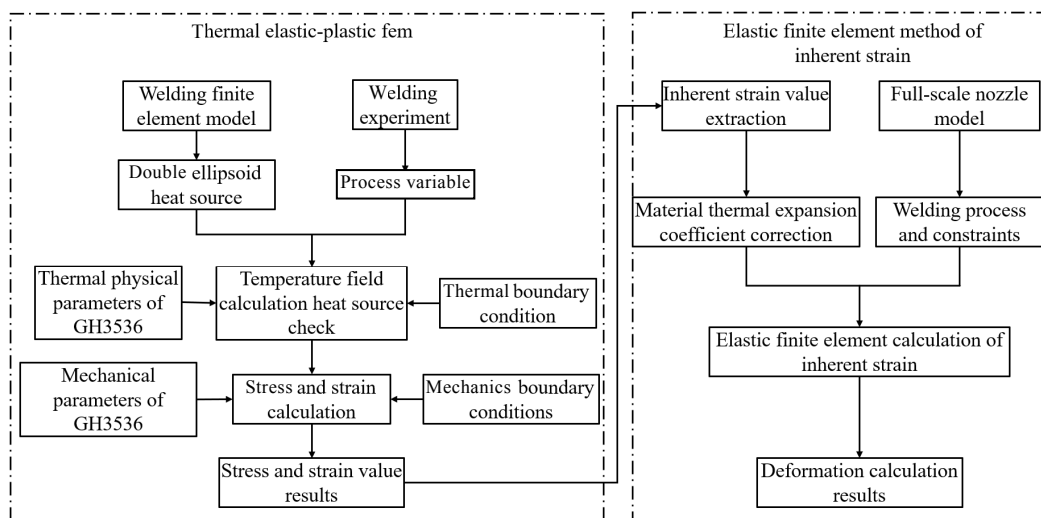 Thermal elastic-plastic fem
Welding finite
element model
Welding
experiment
Double ellipsoid
heat source
Process variable
Thermal physical
parameters of
GH3536
Temperature field
calculation heat source
check
Thermal boundary
condition
Mechanical
parameters of
GH3536
Stress and strain
calculation
Mechanics boundary
conditions
Stress and strain value
results
Elastic finite element method of
inherent strain
Inherent strain value
extraction
Full-scale nozzle
model
Material thermal expansion
coefficient correction
Welding process
and constraints
Elastic finite element calculation of
inherent strain
Deformation calculation
results